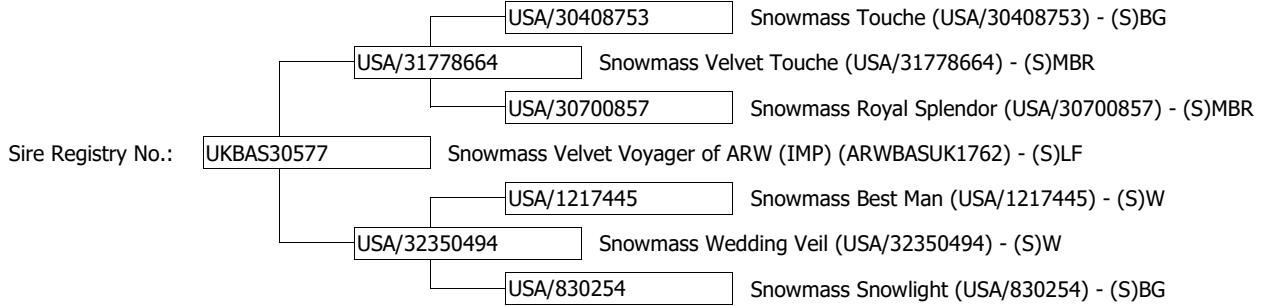 USA/30408753 Snowmass Touche (USA/30408753) - (S)BG
USA/31778664 Snowmass Velvet Touche (USA/31778664) - (S)MBR
USA/30700857 Snowmass Royal Splendor (USA/30700857) - (S)MBR
Sire Registry No.: UKBAS30577 Snowmass Velvet Voyager of ARW (IMP) (ARWBASUK1762) - (S)LF
USA/1217445 Snowmass Best Man (USA/1217445) - (S)W
USA/32350494 Snowmass Wedding Veil (USA/32350494) - (S)W
USA/830254 Snowmass Snowlight (USA/830254) - (S)BG